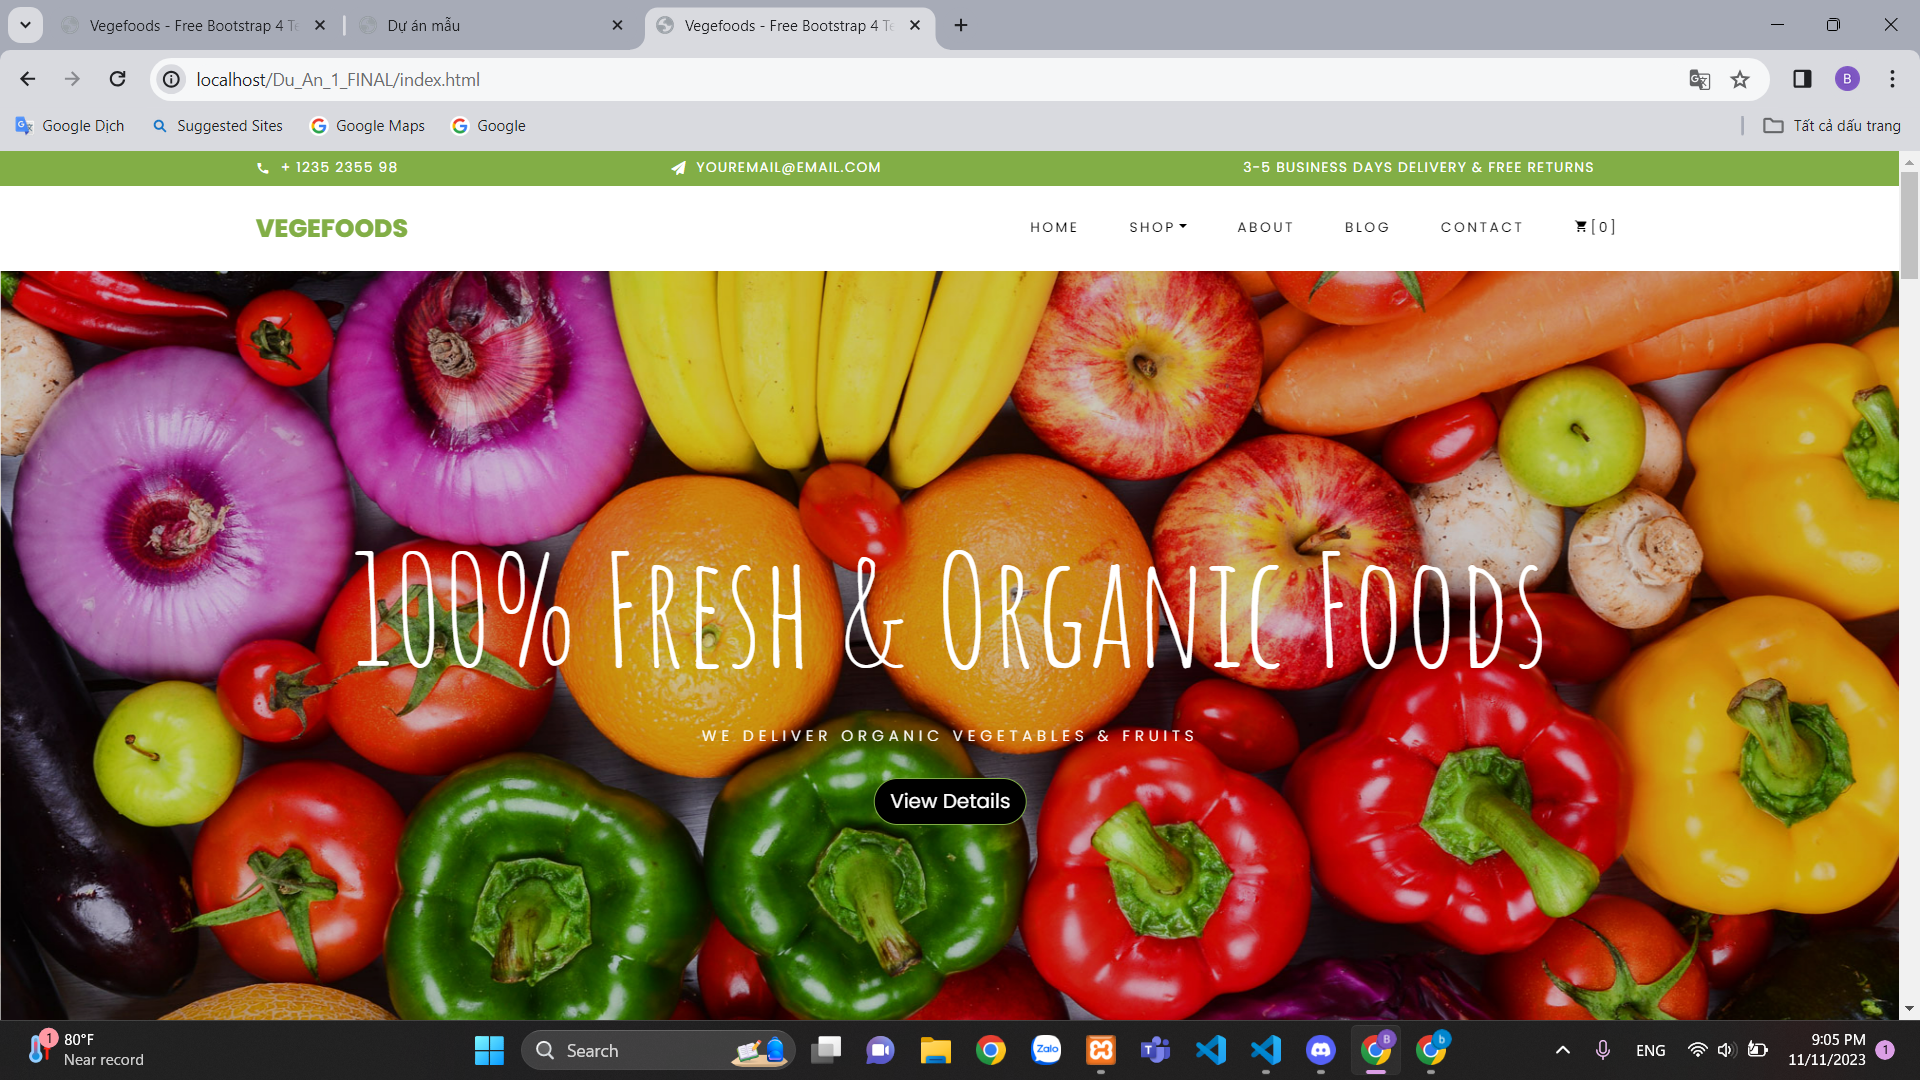 Vegefoods - Free Bootstrap 4 Te
Dự án mẫu
Vegefoods - Free Bootstrap 4 Te
localhost/Du_An_1_FINAL/index.html
B
Google Dịch
Suggested Sites
Google Maps
Google
Tất cả dấu trang
+ 1235 2355 98
YOUREMAIL@EMAIL.COM
3-5 BUSINESS DAYS DELIVERY & FREE RETURNS
VEGEFOODS
HOME
SHOP
ABOUT
BLOG
CONTACT
[0]
100% Fresh & Organic Foods
WE DELIVER ORGANIC VEGETABLES & FRUITS
View Details
1
80°F
Near record
Search
Zalo
B
b
ENG
9:05 PM
11/11/2023
1